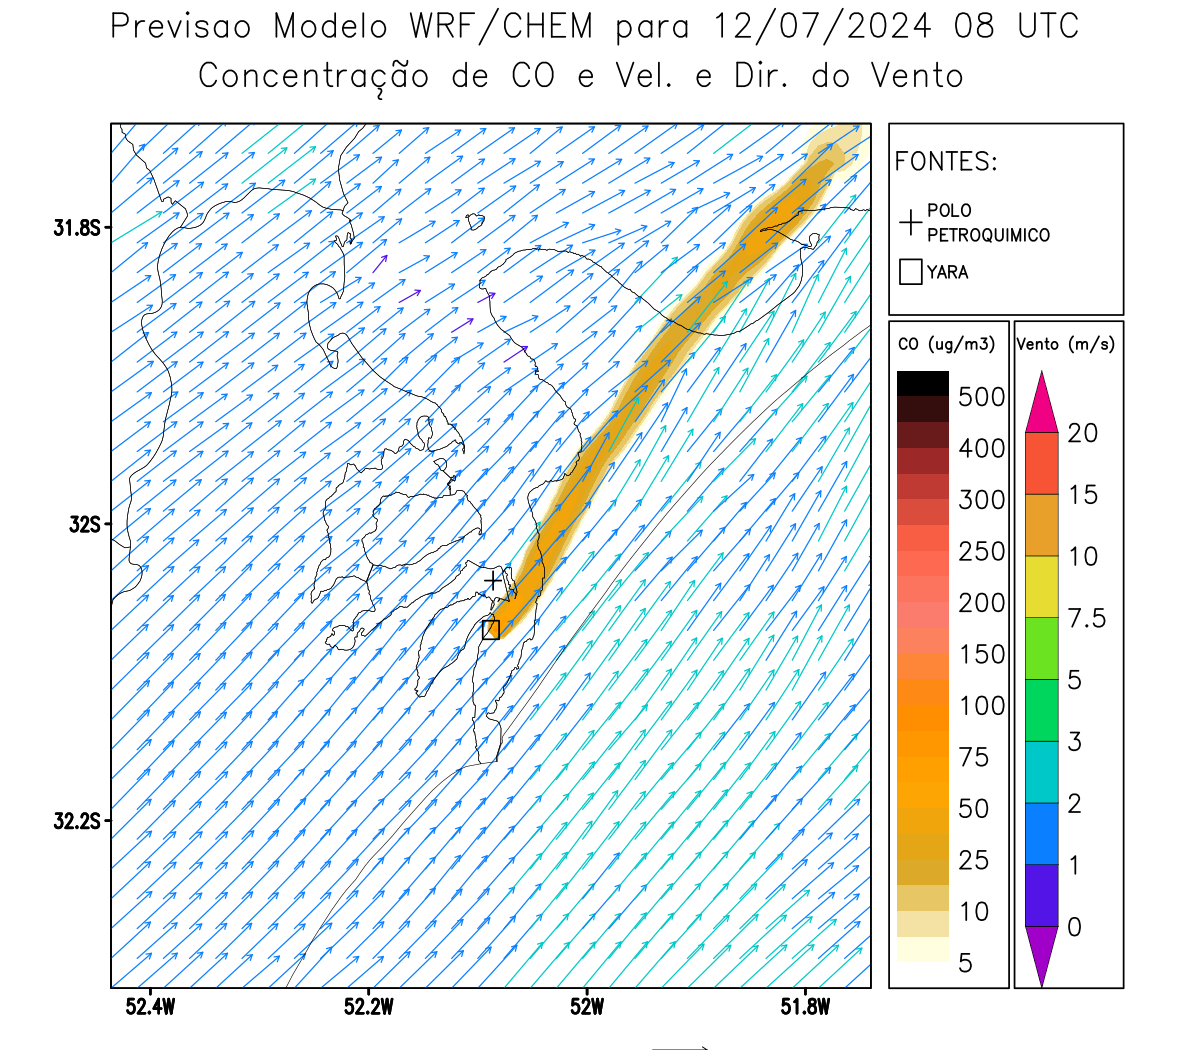 Previsao Modelo WRF/CHEM para 12/07/2024 08 UTC
Concentração de CO e Vel. e Dir. do Vento
FONTES:
POLO
PETROQUIMICO
YARA
CO (ug/m3)
500
400
300
250
200
150
100
75
50
25
10
5
Vento (m/s)
20
15
10
7.5
5
3
2
1
0
31.8S
32S
32.2S
52.4W
52.2W
52W
51.8W